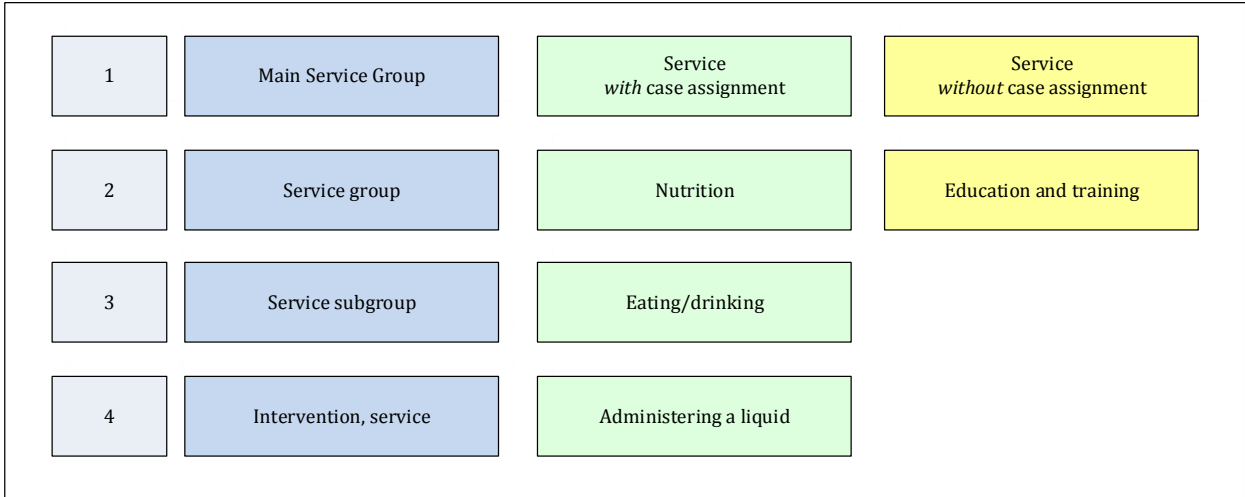 1
Main Service Group
Service
with case assignment
Service
without case assignment
2
Service group
Nutrition
Education and training
3
Service subgroup
Eating/drinking
4
Intervention, service
Administering a liquid